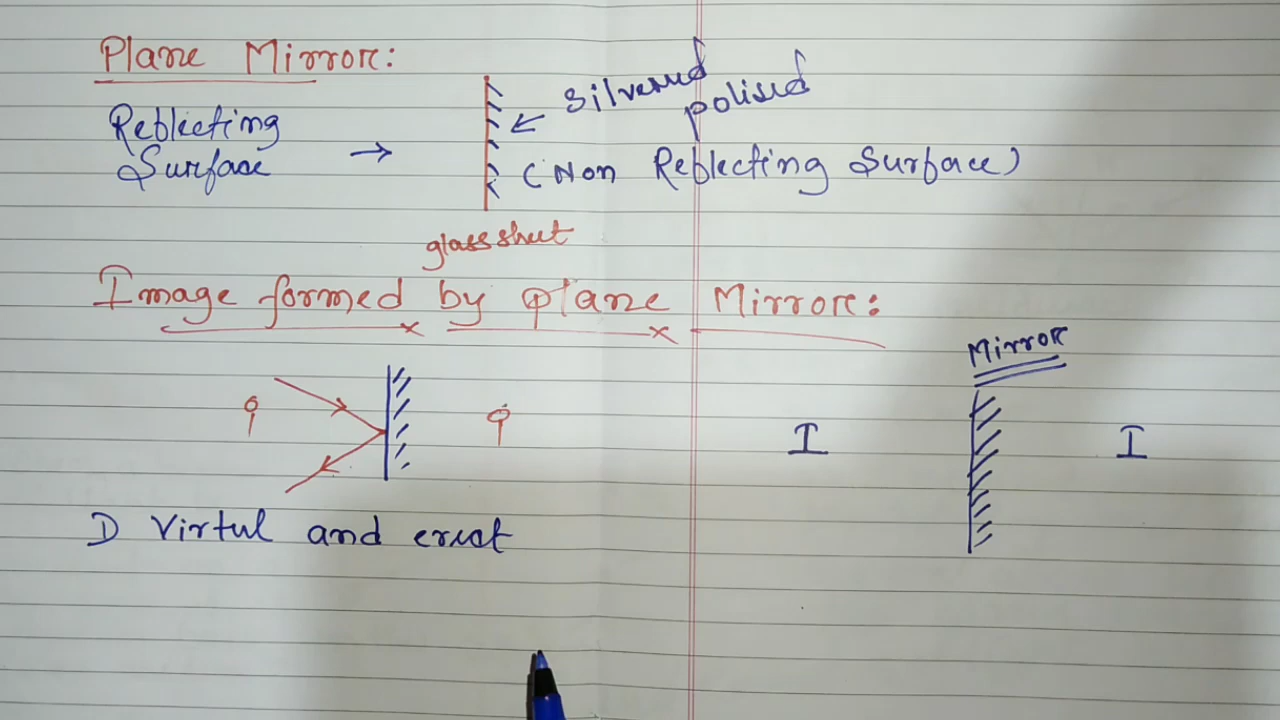 Plane Mirror:
Silvered
polised
Reflecting
Surface →
(Non Reflecting Surface)
glass sheet
Image formed by plane Mirror:
Mirror
I I
1) Virtul and erect